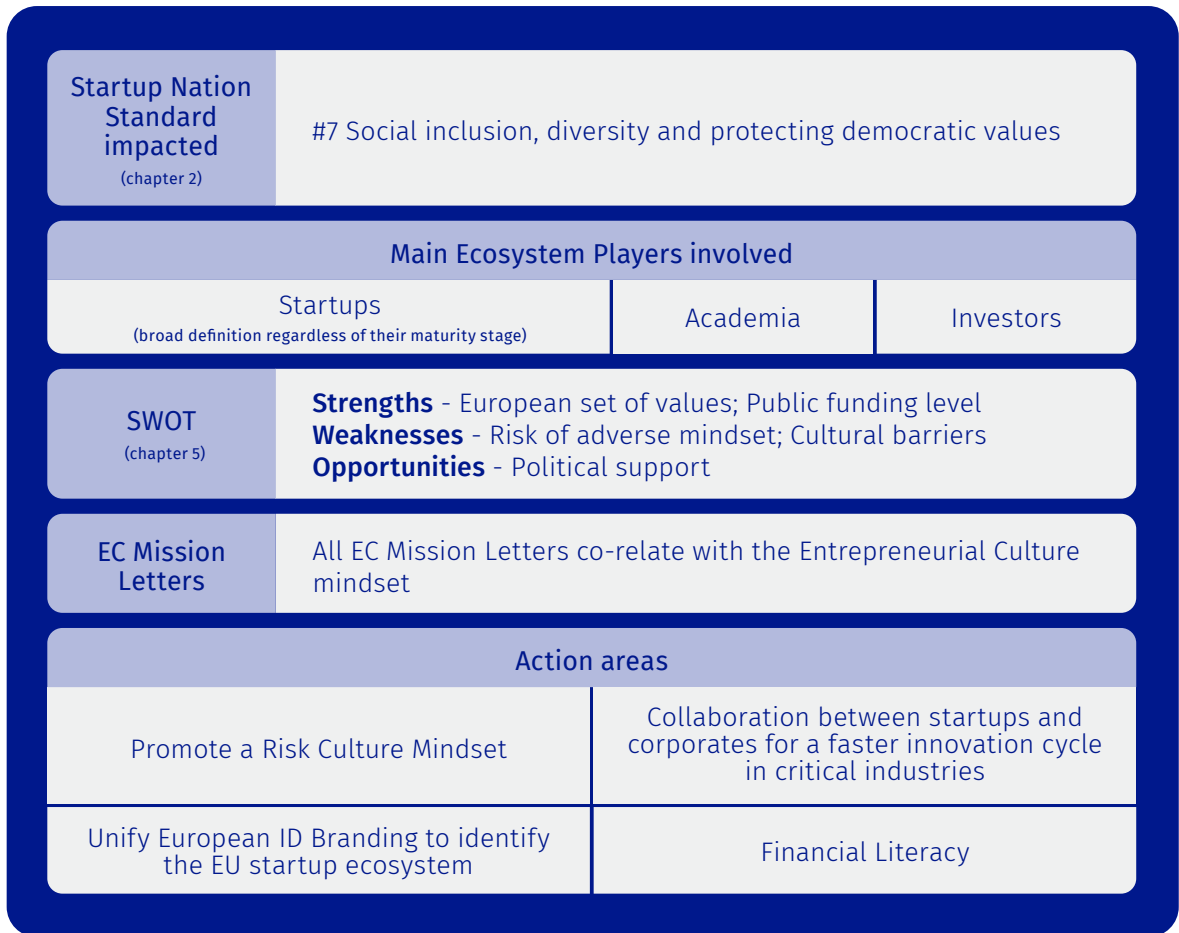 Startup Nation
Standard
impacted
(chapter 2)
#7 Social inclusion, diversity and protecting democratic values
Main Ecosystem Players involved
Startups
(broad definition regardless of their maturity stage)
Academia
Investors
SWOT
(chapter 5)
Strengths - European set of values; Public funding level
Weaknesses - Risk of adverse mindset; Cultural barriers
Opportunities - Political support
EC Mission
Letters
All EC Mission Letters co-relate with the Entrepreneurial Culture
mindset
Action areas
Promote a Risk Culture Mindset
Collaboration between startups and
corporates for a faster innovation cycle
in critical industries
Unify European ID Branding to identify
the EU startup ecosystem
Financial Literacy